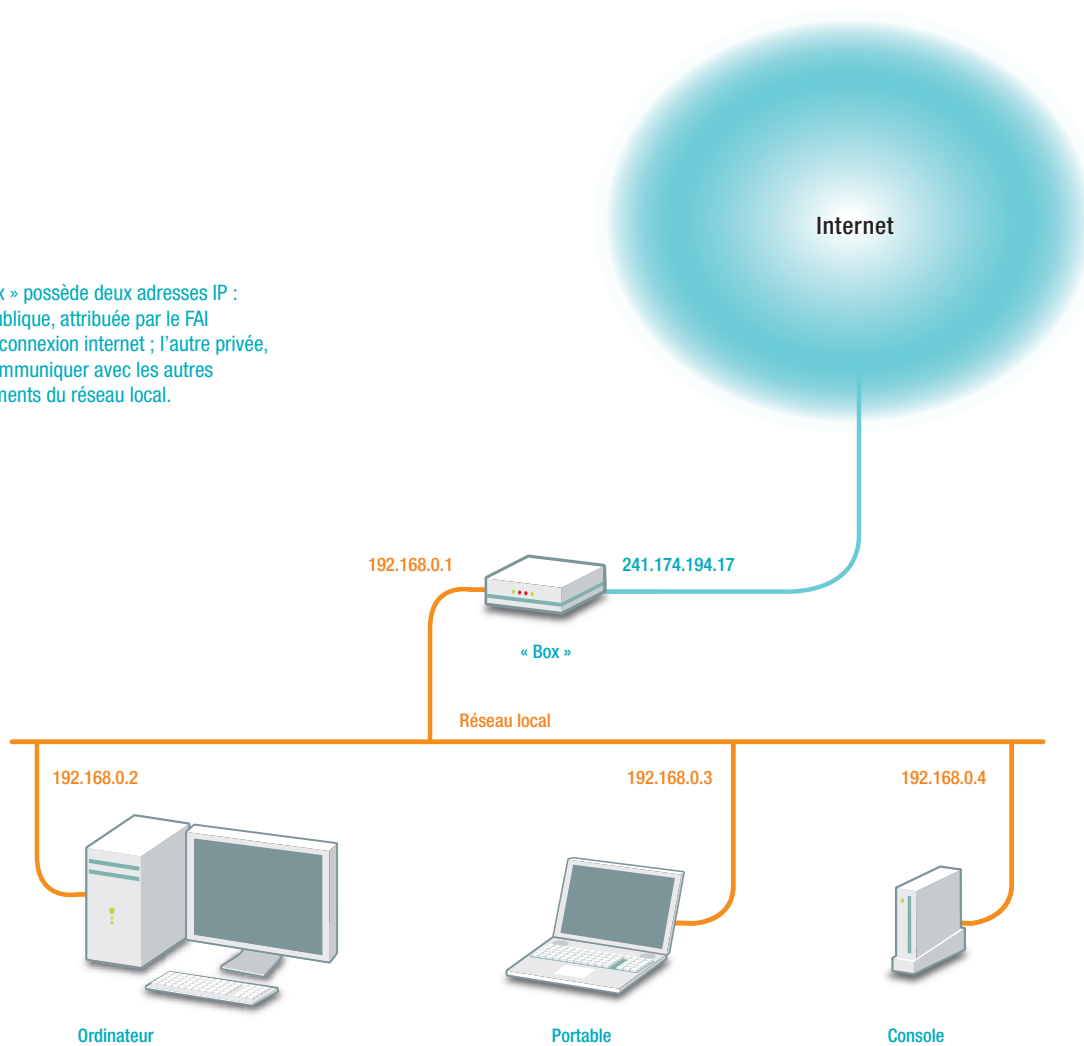 Internet
x » possède deux adresses IP :
ublique, attribuée par le FAI
connexion internet ; l’autre privée,
mmuniquer avec les autres
ments du réseau local.
192.168.0.1
241.174.194.17
« Box »
Réseau local
192.168.0.2
192.168.0.3
192.168.0.4
Ordinateur
Portable
Console